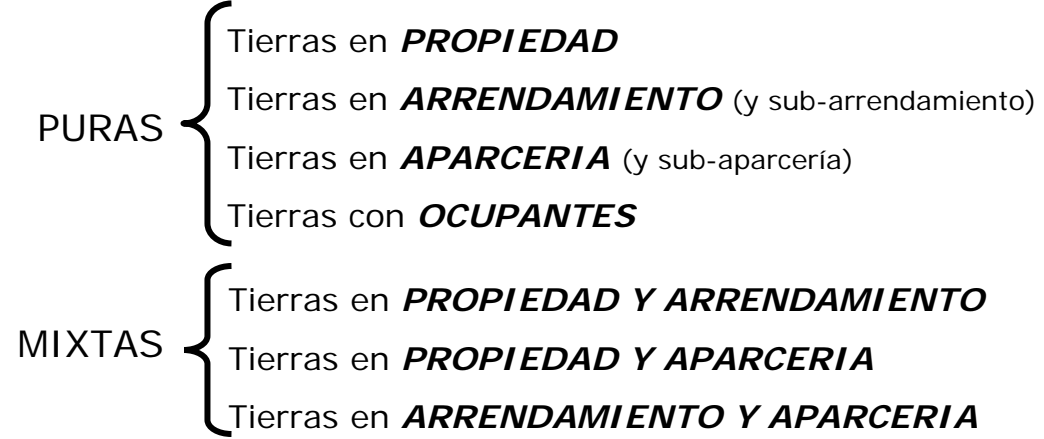 PURAS
Tierras en PROPIEDAD
Tierras en ARRENDAMIENTO (y sub-arrendamiento)
Tierras en APARCERIA (y sub-aparcería)
Tierras con OCUPANTES
MIXTAS
Tierras en PROPIEDAD Y ARRENDAMIENTO
Tierras en PROPIEDAD Y APARCERIA
Tierras en ARRENDAMIENTO Y APARCERIA